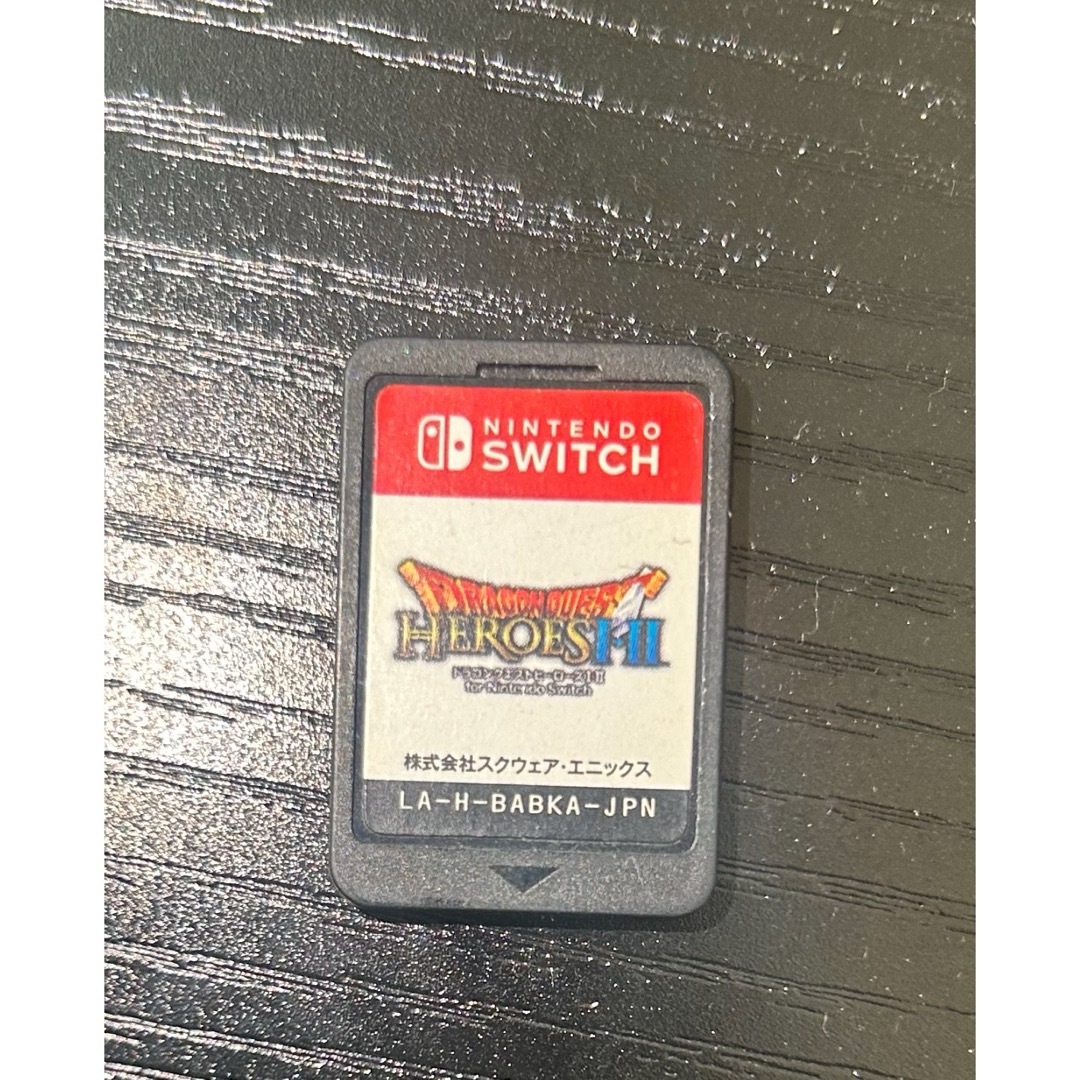 NINTENDO
SWITCH
DRAGON QUEST
HEROES I·II
ドラゴンクエストヒーローズI・II
for Nintendo Switch
株式会社スクウェア・エニックス
LA-H-BABKA-JPN